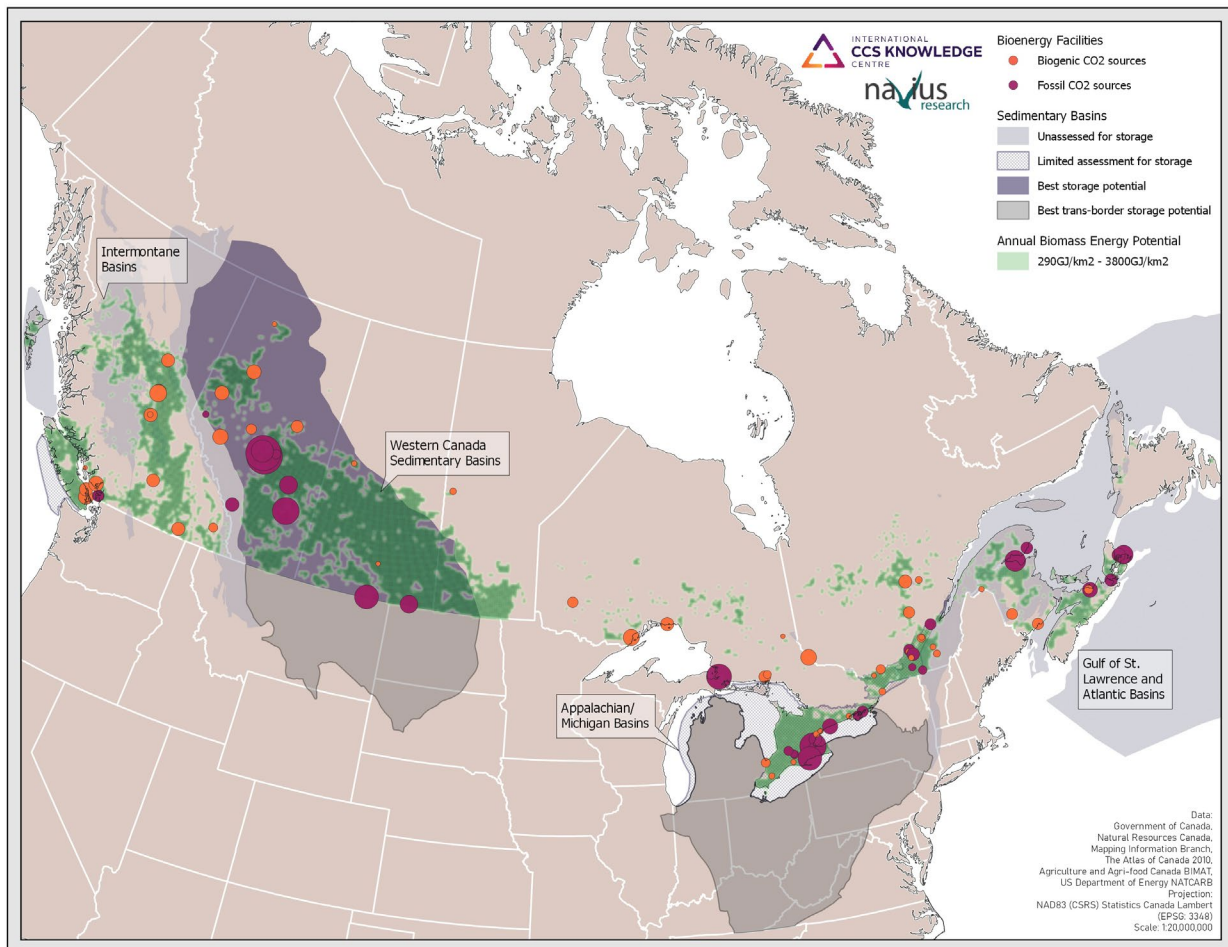 INTERNATIONAL
CCS KNOWLEDGE
CENTRE
navius
research
Bioenergy Facilities
Biogenic CO2 sources
Fossil CO2 sources
Sedimentary Basins
Unassessed for storage
Limited assessment for storage
Best storage potential
Best trans-border storage potential
Annual Biomass Energy Potential
290GJ/km2 - 3800GJ/km2
Intermontane
Basins
Western Canada
Sedimentary Basins
Appalachian/
Michigan Basins
Gulf of St.
Lawrence and
Atlantic Basins
Data:
Government of Canada,
Natural Resources Canada,
Mapping Information Branch,
The Atlas of Canada 2010,
Agriculture and Agri-food Canada BIMAT,
US Department of Energy NATCARB
Projection:
NAD83 (CSRS) Statistics Canada Lambert
(EPSG: 3348)
Scale: 1:20,000,000